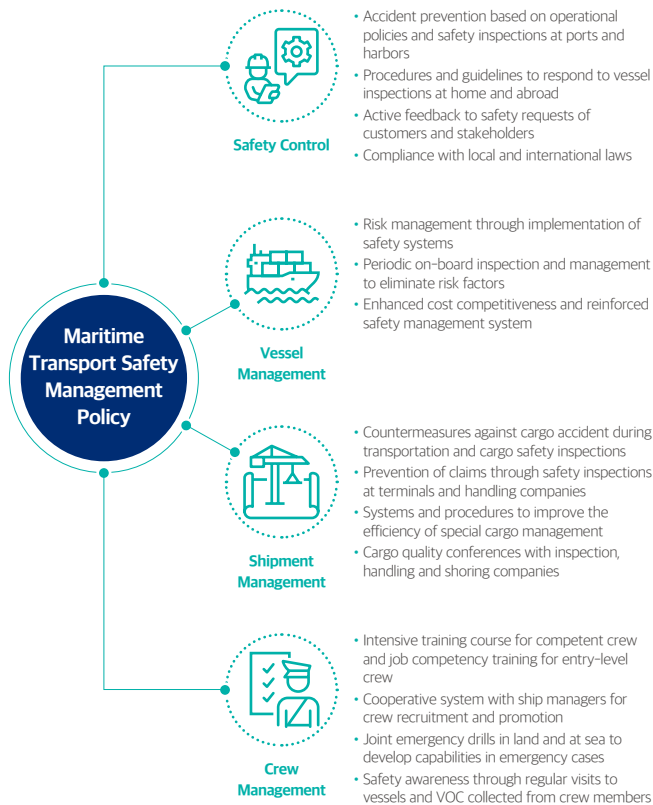 • Accident prevention based on operational
policies and safety inspections at ports and
harbors
• Procedures and guidelines to respond to vessel
inspections at home and abroad
• Active feedback to safety requests of
customers and stakeholders
• Compliance with local and international laws
Safety Control
• Risk management through implementation of
safety systems
• Periodic on-board inspection and management
to eliminate risk factors
• Enhanced cost competitiveness and reinforced
safety management system
Vessel
Management
Maritime
Transport Safety
Management
Policy
• Countermeasures against cargo accident during
transportation and cargo safety inspections
• Prevention of claims through safety inspections
at terminals and handling companies
• Systems and procedures to improve the
efficiency of special cargo management
• Cargo quality conferences with inspection,
handling and shoring companies
Shipment
Management
• Intensive training course for competent crew
and job competency training for entry-level
crew
• Cooperative system with ship managers for
crew recruitment and promotion
• Joint emergency drills in land and at sea to
develop capabilities in emergency cases
• Safety awareness through regular visits to
vessels and VOC collected from crew members
Crew
Management